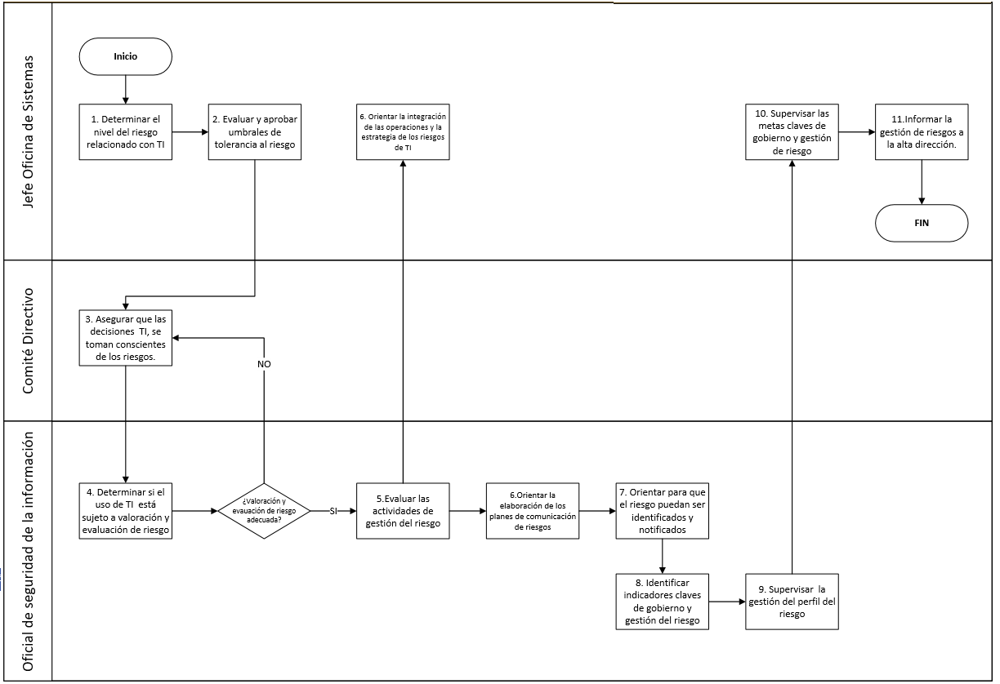 Jefe Oficina de Sistemas
Inicio
1. Determinar el
nivel del riesgo
relacionado con TI
2. Evaluar y aprobar
umbrales de
tolerancia al riesgo
6. Orientar la integración
de las operaciones y la
estrategia de los riesgos
de TI
10. Supervisar las
metas claves de
gobierno y gestión
de riesgo
11.Informar la
gestión de riesgos a
la alta dirección.
FIN
Comité Directivo
3. Asegurar que las
decisiones TI, se
toman conscientes
de los riesgos.
NO
Oficial de seguridad de la información
4. Determinar si el
uso de TI está
sujeto a valoración y
evaluación de riesgo
¿Valoración y
evauación de riesgo
adecuada?
SI
5.Evaluar las
actividades de
gestión del riesgo
6.Orientar la
elaboración de los
planes de comunicación
de riesgos
7. Orientar para que
el riesgo puedan ser
identificados y
notificados
8. Identificar
indicadores claves
de gobierno y
gestión del riesgo
9. Supervisar la
gestión del perfil del
riesgo